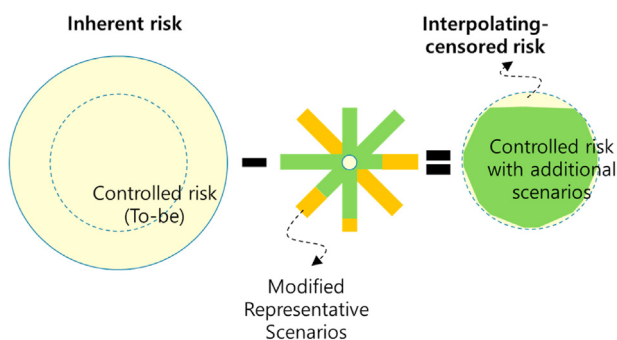 Inherent risk
Interpolating-
censored risk
Controlled risk
(To-be)
Controlled risk
with additional
scenarios
Modified
Representative
Scenarios